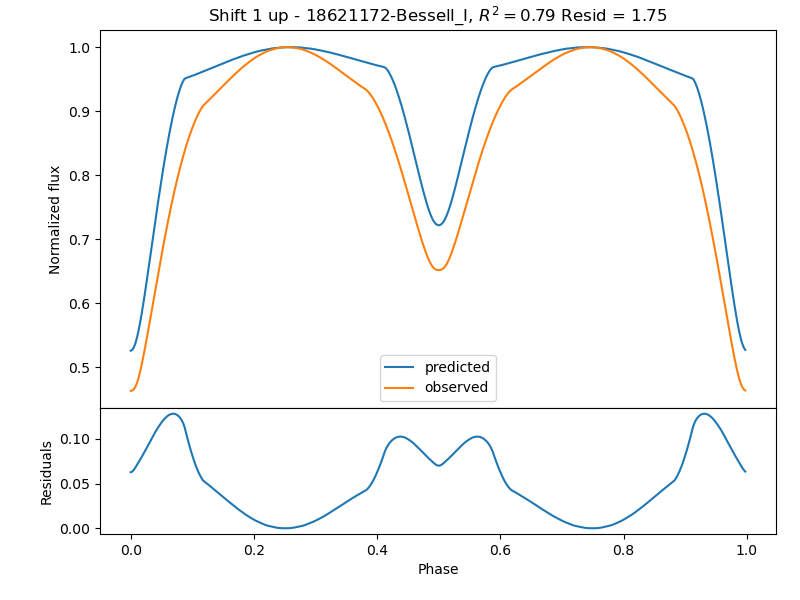 Shift 1 up - 18621172-Bessell_I, R² = 0.79 Resid = 1.75
1.0
0.9
0.8
0.7
0.6
0.5
Normalized flux
predicted
observed
0.10
0.05
0.00
Residuals
0.0 0.2 0.4 0.6 0.8 1.0
Phase